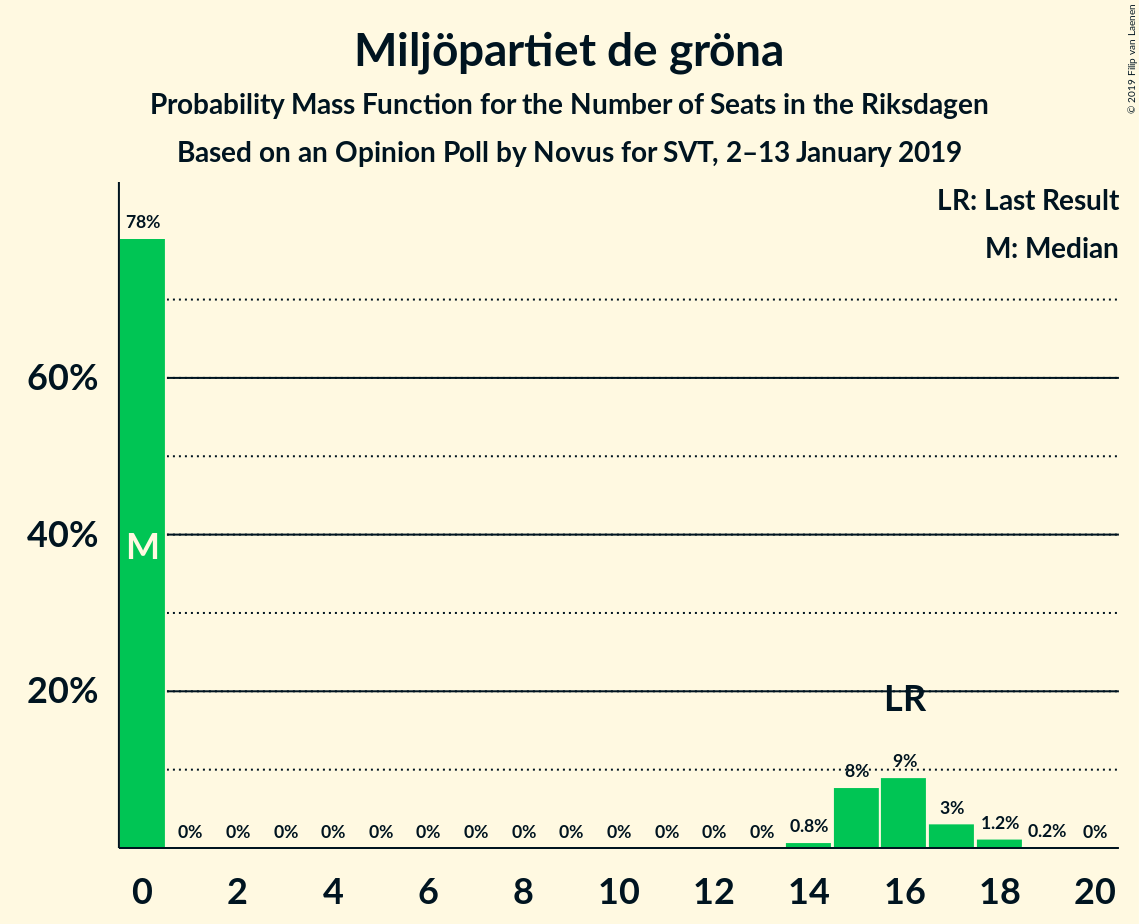 Miljöpartiet de gröna
Probability Mass Function for the Number of Seats in the Riksdagen
Based on an Opinion Poll by Novus for SVT, 2–13 January 2019
© 2019 Filip van Laenen
LR: Last Result
M: Median
78%
60%
40%
M
20%
LR
0% 0% 0% 0% 0% 0% 0% 0% 0% 0% 0% 0% 0% 0.8% 8% 9% 3% 1.2% 0.2% 0%
0 2 4 6 8 10 12 14 16 18 20